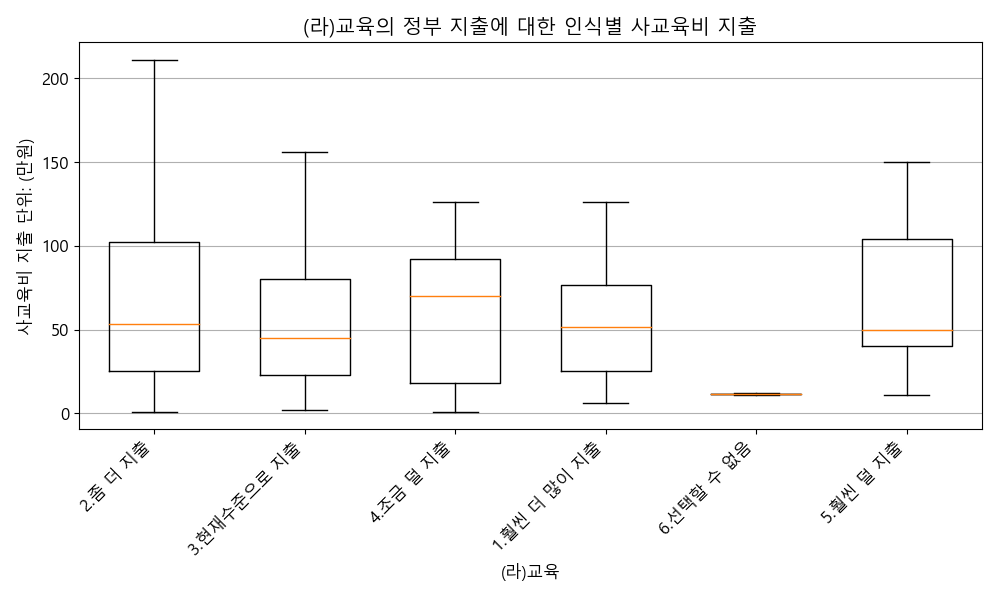 (라)교육의 정부 지출에 대한 인식별 사교육비 지출
사교육비 지출 단위: (만원)
200
150
100
50
0
2.좀 더 지출
3.현재수준으로 지출
4.조금 덜 지출
1.훨씬 더 많이 지출
6.선택할 수 없음
5.훨씬 덜 지출
(라)교육